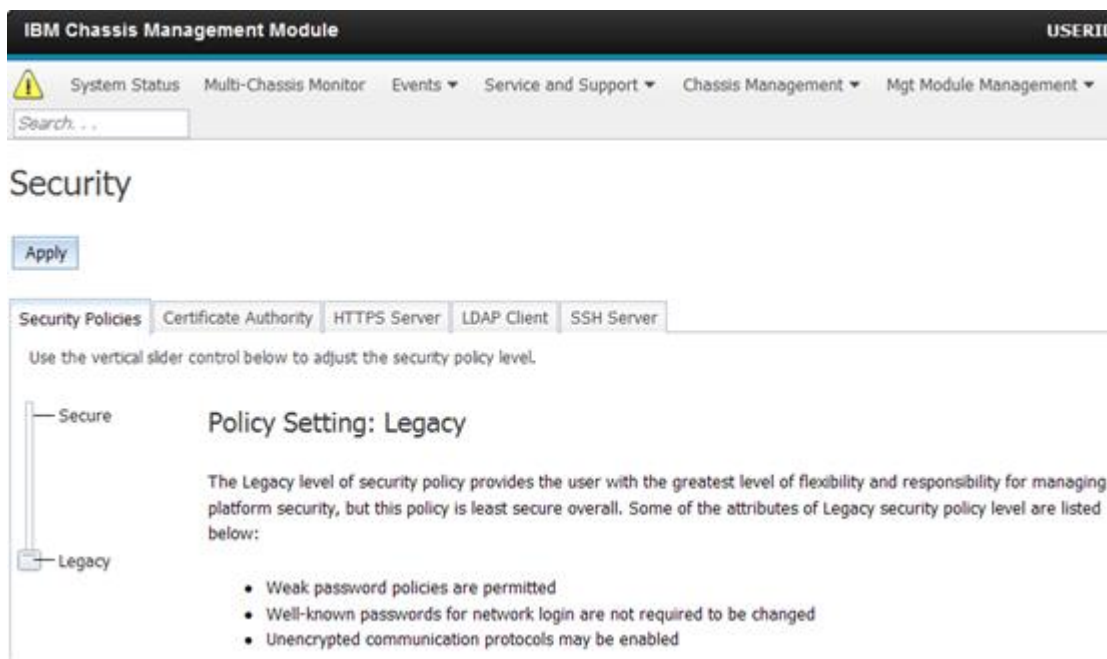 IBM Chassis Management Module USERID
System Status Multi-Chassis Monitor Events Service and Support Chassis Management Mgt Module Management
Search. . .
Security
Apply
Security Policies Certificate Authority HTTPS Server LDAP Client SSH Server
Use the vertical slider control below to adjust the security policy level.
Secure
Policy Setting: Legacy
The Legacy level of security policy provides the user with the greatest level of flexibility and responsibility for managing
platform security, but this policy is least secure overall. Some of the attributes of Legacy security policy level are listed
below:
Legacy
• Weak password policies are permitted
• Well-known passwords for network login are not required to be changed
• Unencrypted communication protocols may be enabled